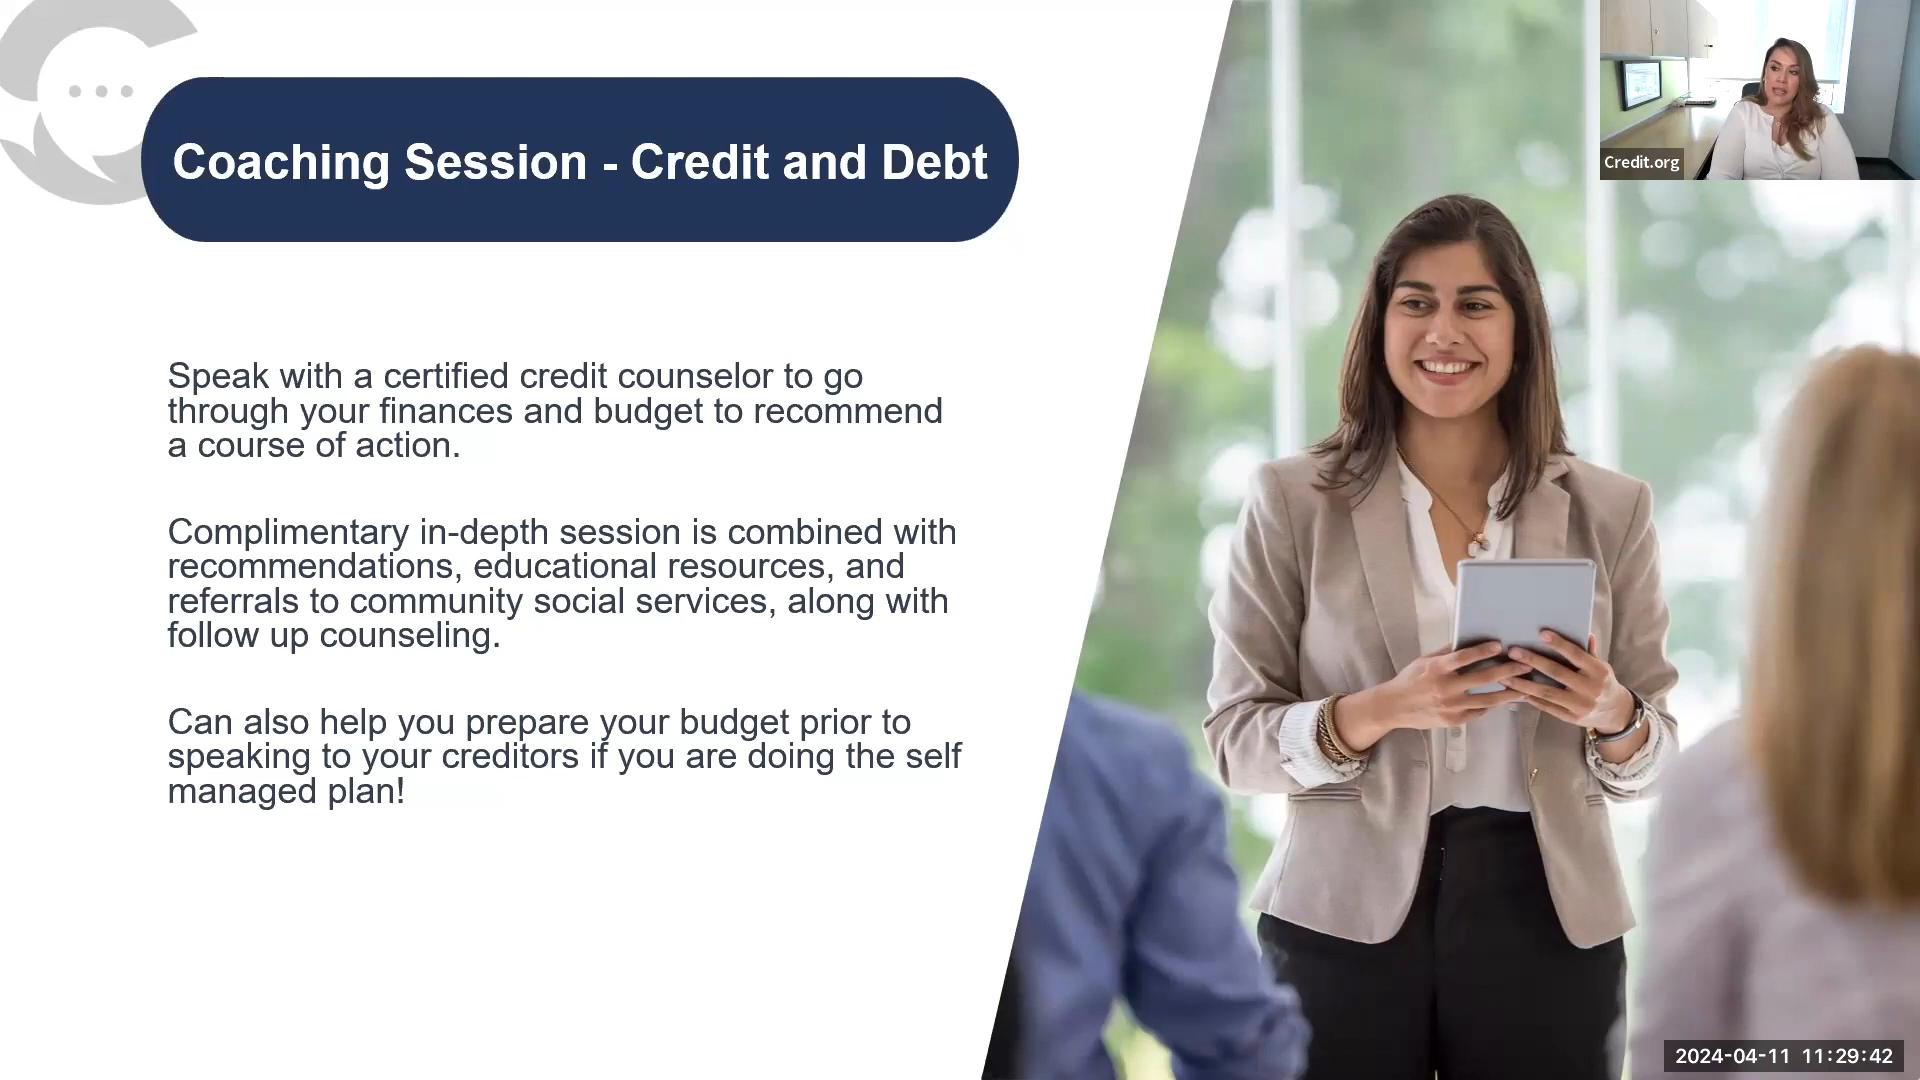 Coaching Session - Credit and Debt
Credit.org
Speak with a certified credit counselor to go
through your finances and budget to recommend
a course of action.
Complimentary in-depth session is combined with
recommendations, educational resources, and
referrals to community social services, along with
follow up counseling.
Can also help you prepare your budget prior to
speaking to your creditors if you are doing the self
managed plan!
2024-04-11 11:29:42